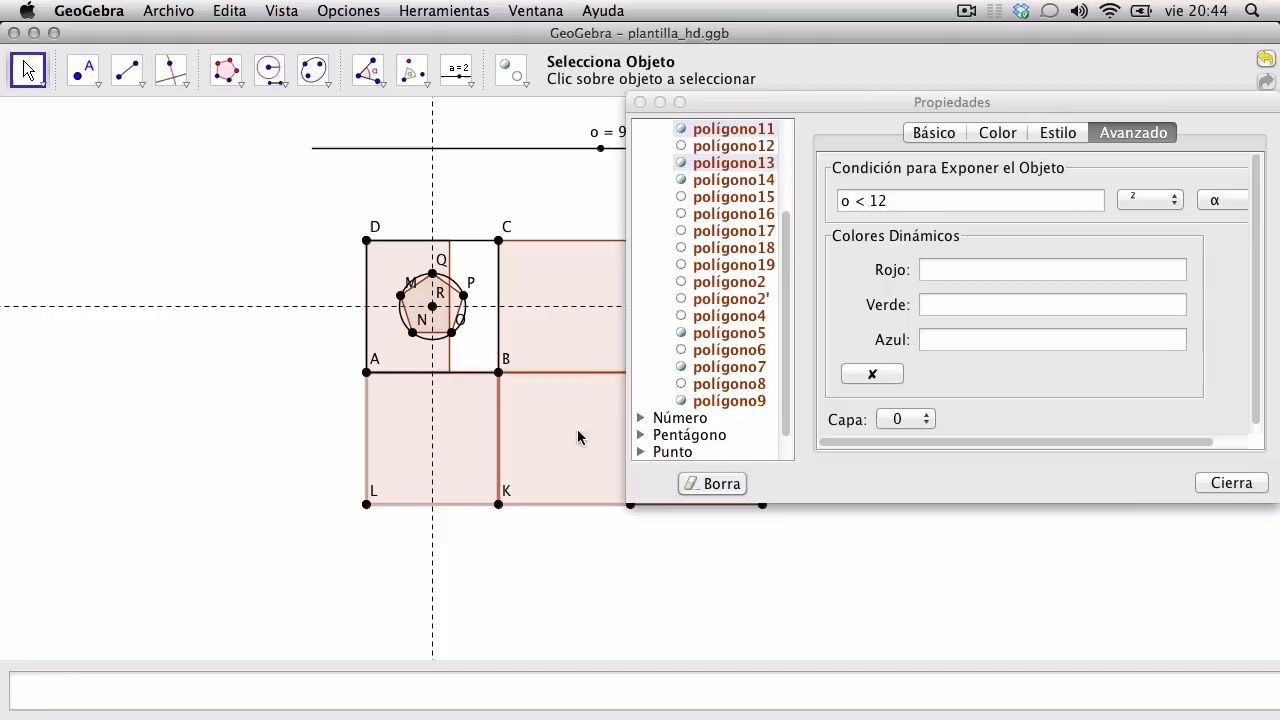 GeoGebra Archivo Edita Vista Opciones Herramientas Ventana Ayuda vie 20:44
GeoGebra - plantilla_hd.ggb
A
a=2
Selecciona Objeto
Clic sobre objeto a seleccionar
Propiedades
o = 9
polígono11
polígono12
polígono13
polígono14
polígono15
polígono16
polígono17
polígono18
polígono19
polígono2
polígono2'
polígono4
polígono5
polígono6
polígono7
polígono8
polígono9
Número
Pentágono
Punto
Borra
Básico Color Estilo Avanzado
Condición para Exponer el Objeto
o < 12 ² α
Colores Dinámicos
Rojo:
Verde:
Azul:
✘
Capa: 0
Cierra
D C
Q
M P
R
N O
A B
L K